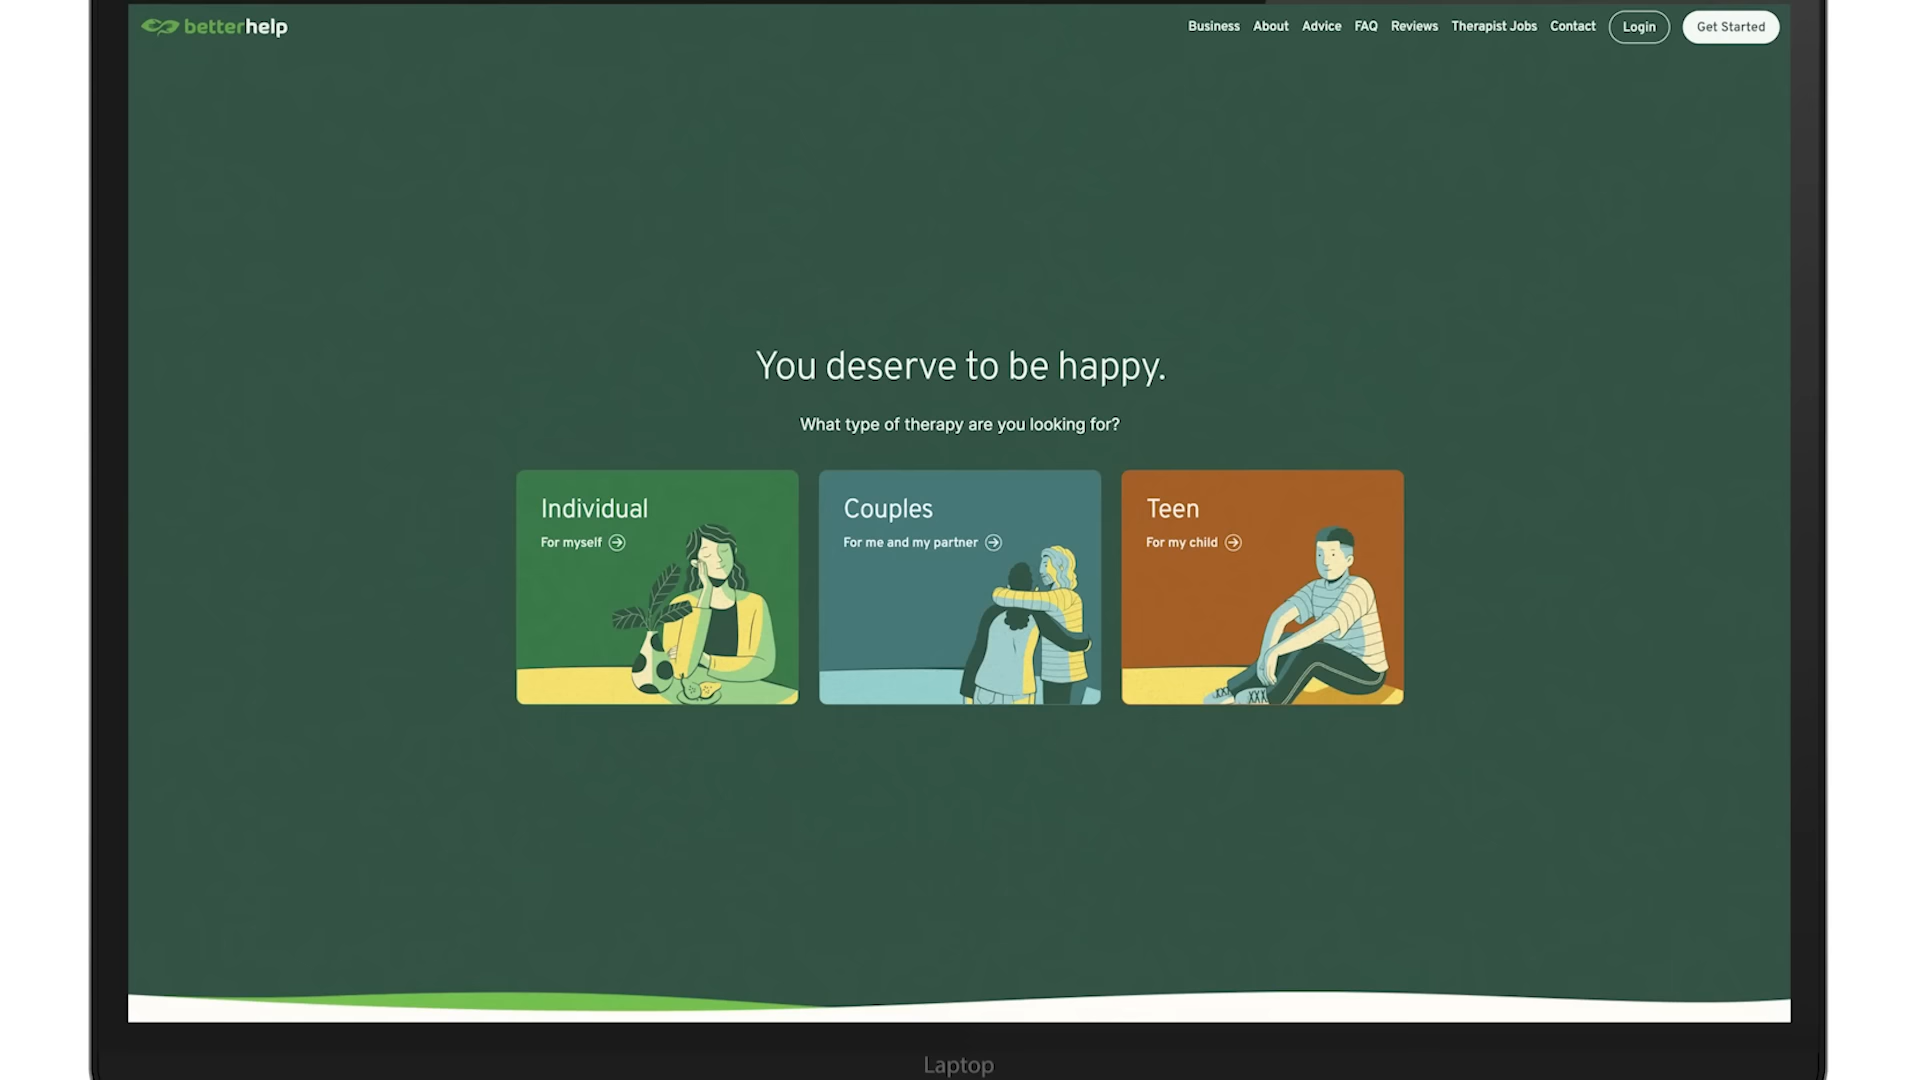 betterhelp
Business About Advice FAQ Reviews Therapist Jobs Contact Login Get Started
You deserve to be happy.
What type of therapy are you looking for?
Individual
For myself
Couples
For me and my partner
Teen
For my child
Laptop